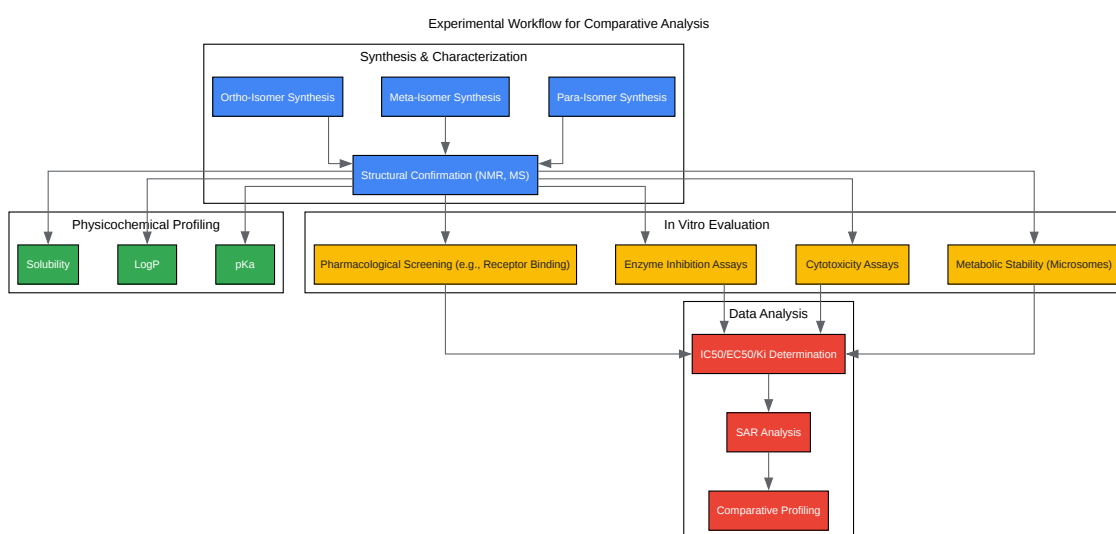 Experimental Workflow for Comparative Analysis
Synthesis & Characterization
Ortho-Isomer Synthesis
Meta-Isomer Synthesis
Para-Isomer Synthesis
Structural Confirmation (NMR, MS)
Physicochemical Profiling
Solubility
LogP
pKa
In Vitro Evaluation
Pharmacological Screening (e.g., Receptor Binding)
Enzyme Inhibition Assays
Cytotoxicity Assays
Metabolic Stability (Microsomes)
Data Analysis
IC50/EC50/Ki Determination
SAR Analysis
Comparative Profiling